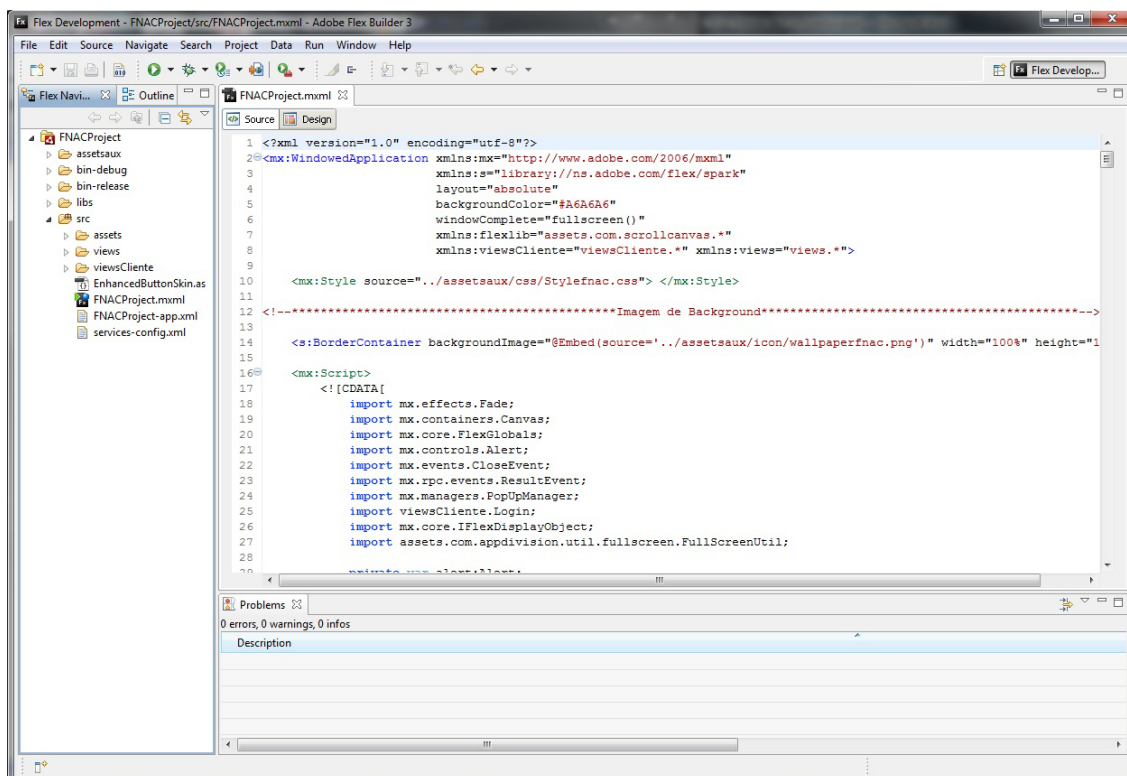 Flex Development - FNACProject/src/FNACProject.mxml - Adobe Flex Builder 3
File Edit Source Navigate Search Project Data Run Window Help
Flex Develop...
Flex Navi... Outline
FNACProject
assetsaux
bin-debug
bin-release
libs
src
assets
views
viewsCliente
EnhancedButtonSkin.as
FNACProject.mxml
FNACProject-app.xml
services-config.xml
FNACProject.mxml
Source Design
1 <?xml version="1.0" encoding="utf-8"?>
2 <mx:WindowedApplication xmlns:mx="http://www.adobe.com/2006/mxml"
3 xmlns:s="library://ns.adobe.com/flex/spark"
4 layout="absolute"
5 backgroundColor="#A6A6A6"
6 windowComplete="fullscreen()"
7 xmlns:flexlib="assets.com.scrollcanvas.*"
8 xmlns:viewsCliente="viewsCliente.*" xmlns:views="views.*">
9
10 <mx:Style source="../assetsaux/css/Stylefnac.css"> </mx:Style>
11
12 <!--*********************************************Imagem de Background********************************************-->
13
14 <s:BorderContainer backgroundImage="@Embed(source='../assetsaux/icon/wallpaperfnac.png')" width="100%" height="1
15
16 <mx:Script>
17 <![CDATA[
18 import mx.effects.Fade;
19 import mx.containers.Canvas;
20 import mx.core.FlexGlobals;
21 import mx.controls.Alert;
22 import mx.events.CloseEvent;
23 import mx.rpc.events.ResultEvent;
24 import mx.managers.PopUpManager;
25 import viewsCliente.Login;
26 import mx.core.IFlexDisplayObject;
27 import assets.com.appdivision.util.fullscreen.FullScreenUtil;
28
29 private var alert:Alert;
Problems
0 errors, 0 warnings, 0 infos
Description